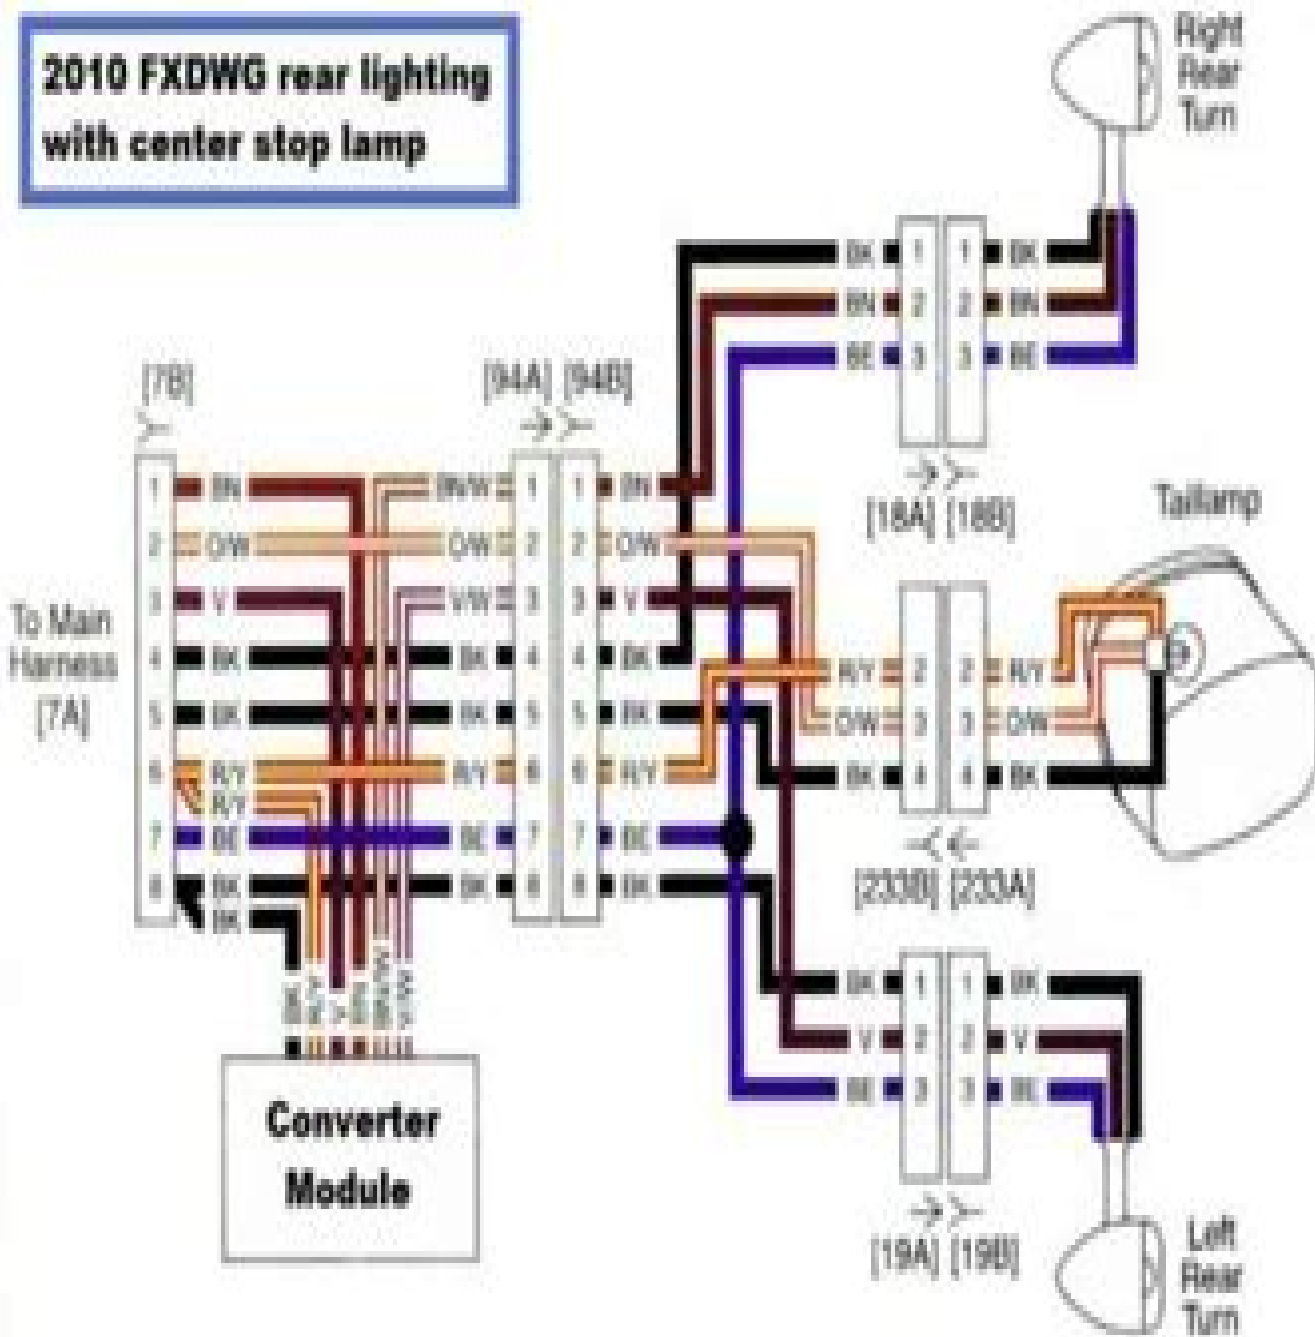 2010 FXDWG rear lighting
with center stop lamp
Right
Rear
Turn
BK 1 1 BK
BN 2 2 BN
BE 3 3 BE
[18A] [18B]
[7B]
[94A] [94B]
1 BN BN/W 1 1 BN
2 O/W O/W 2 2 O/W
3 V V/W 3 3 V
4 BK BK 4 4 BK
5 BK BK 5 5 BK
6 R/Y R/Y 6 6 R/Y
R/Y
7 BE BE 7 7 BE
8 BK BK 8 8 BK
BK
To Main
Harness
[7A]
Taillamp
R/Y 2 2 R/Y
O/W 3 3 O/W
BK 4 4 BK
[233B] [233A]
BK R/Y V BN BN/W V/W
Converter
Module
BK 1 1 BK
V 2 2 V
BE 3 3 BE
[19A] [19B]
Left
Rear
Turn